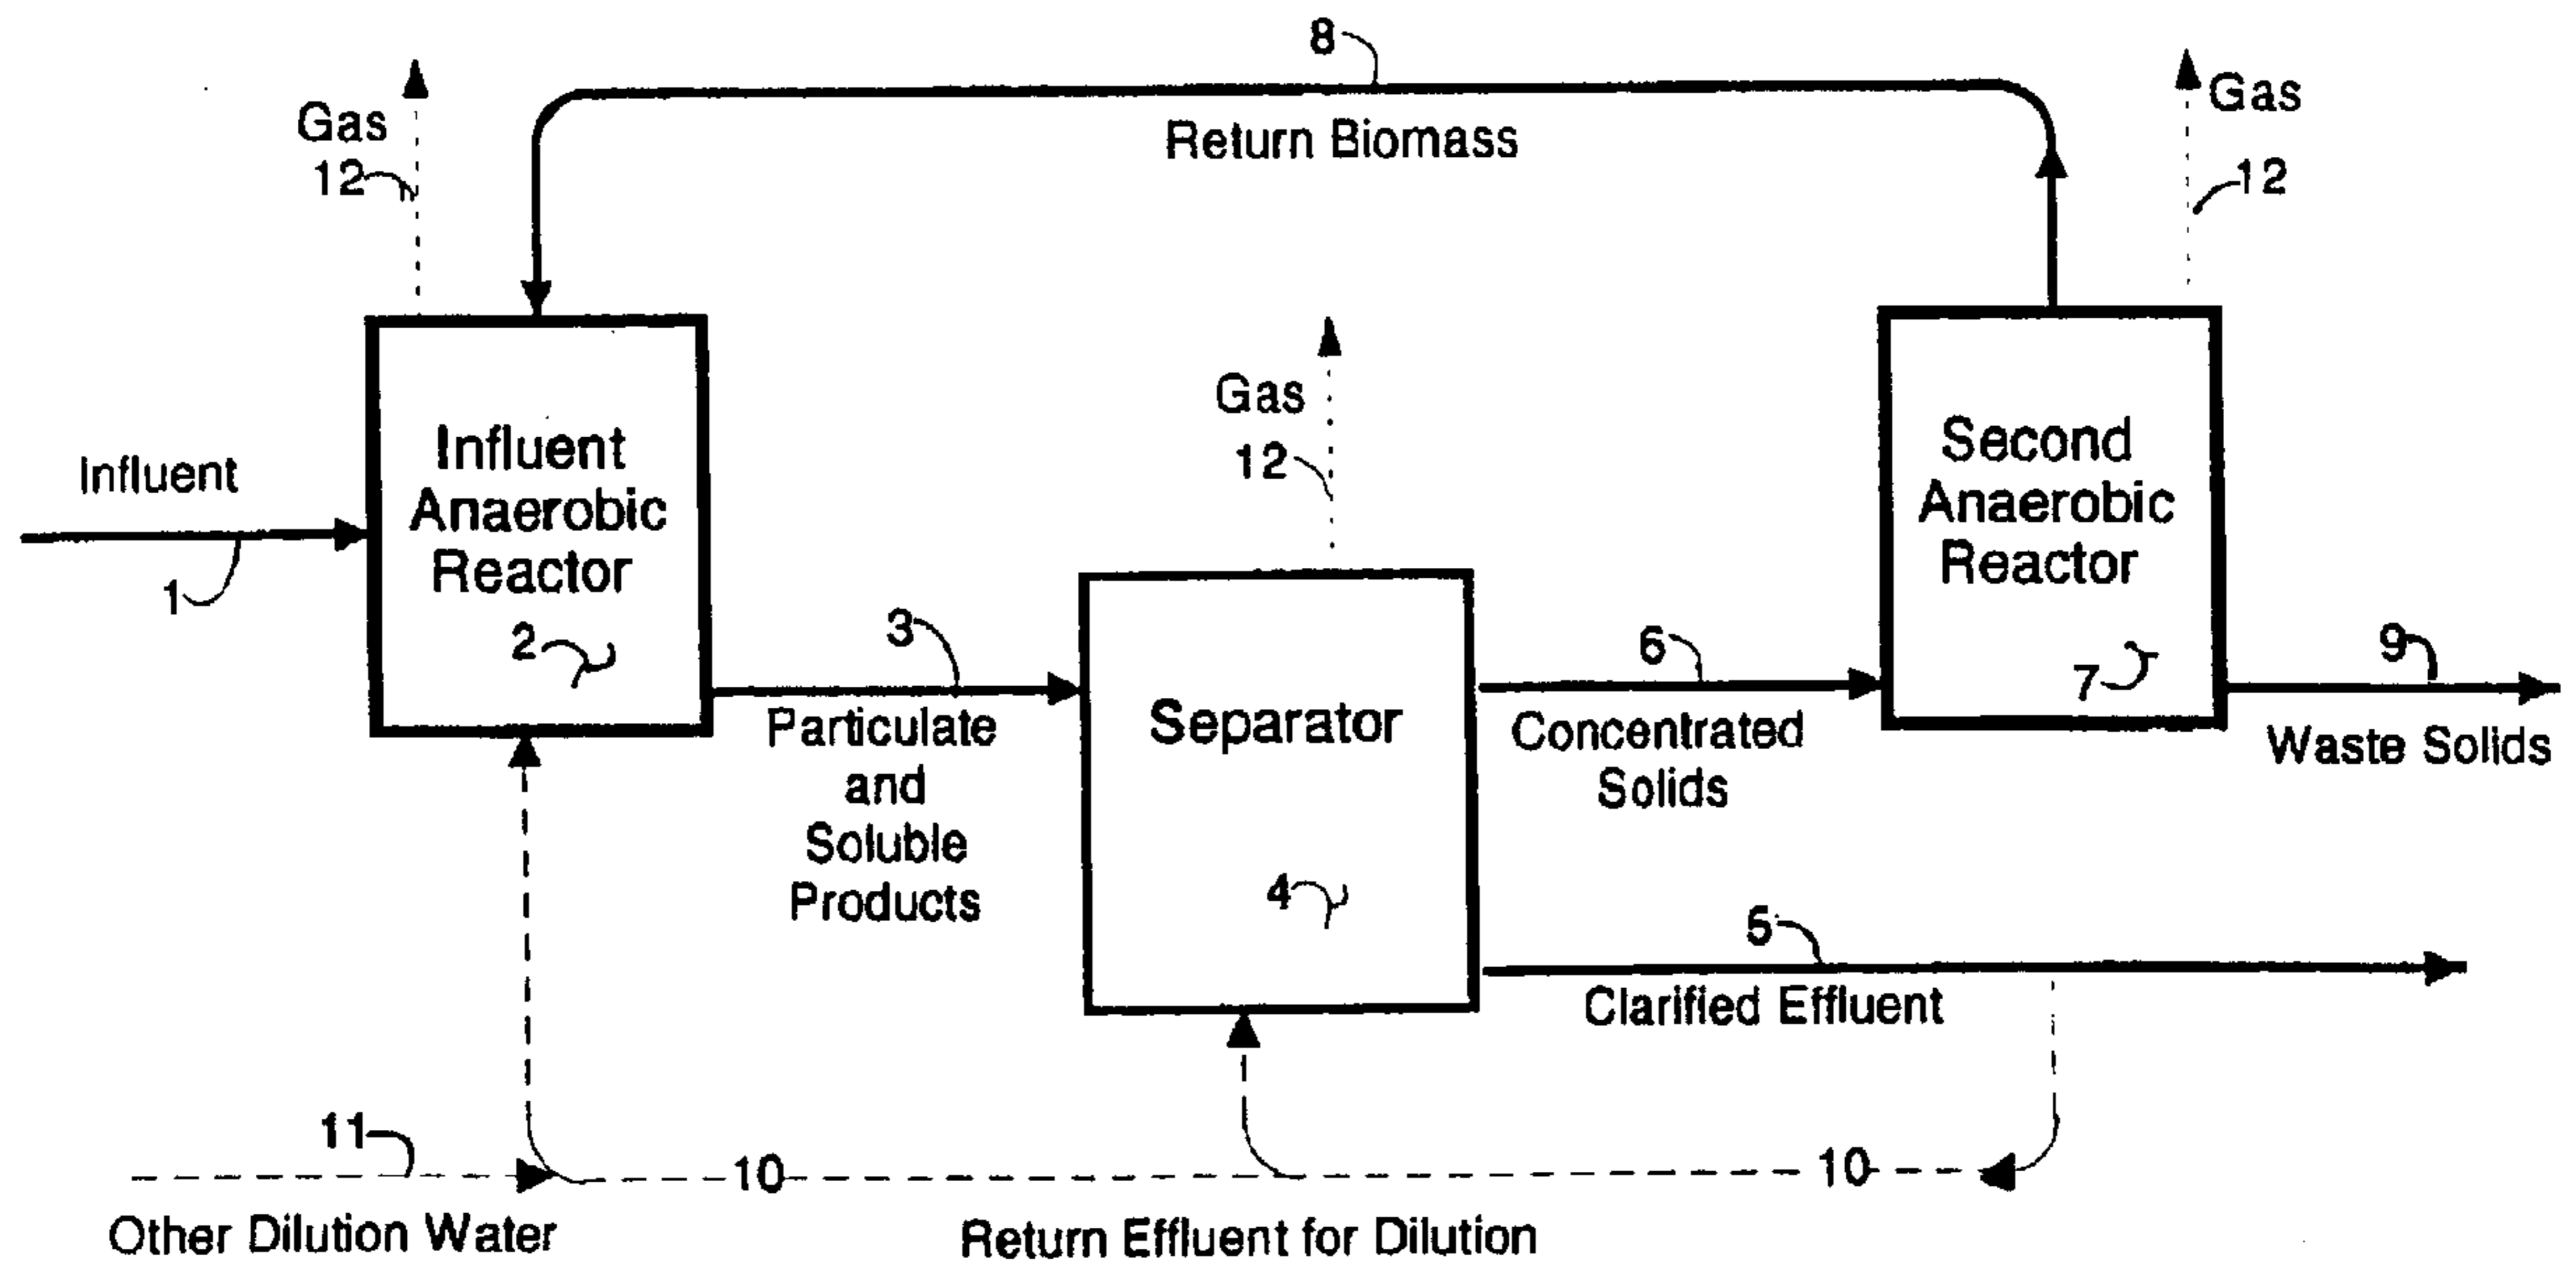 8
Gas
12
Return Biomass
Gas
12
Influent
1
Influent
Anaerobic
Reactor
2
3
Particulate
and
Soluble
Products
Gas
12
Separator
4
6
Concentrated
Solids
Second
Anaerobic
Reactor
7
9
Waste Solids
5
Clarified Effluent
11
Other Dilution Water
10
10
Return Effluent for Dilution